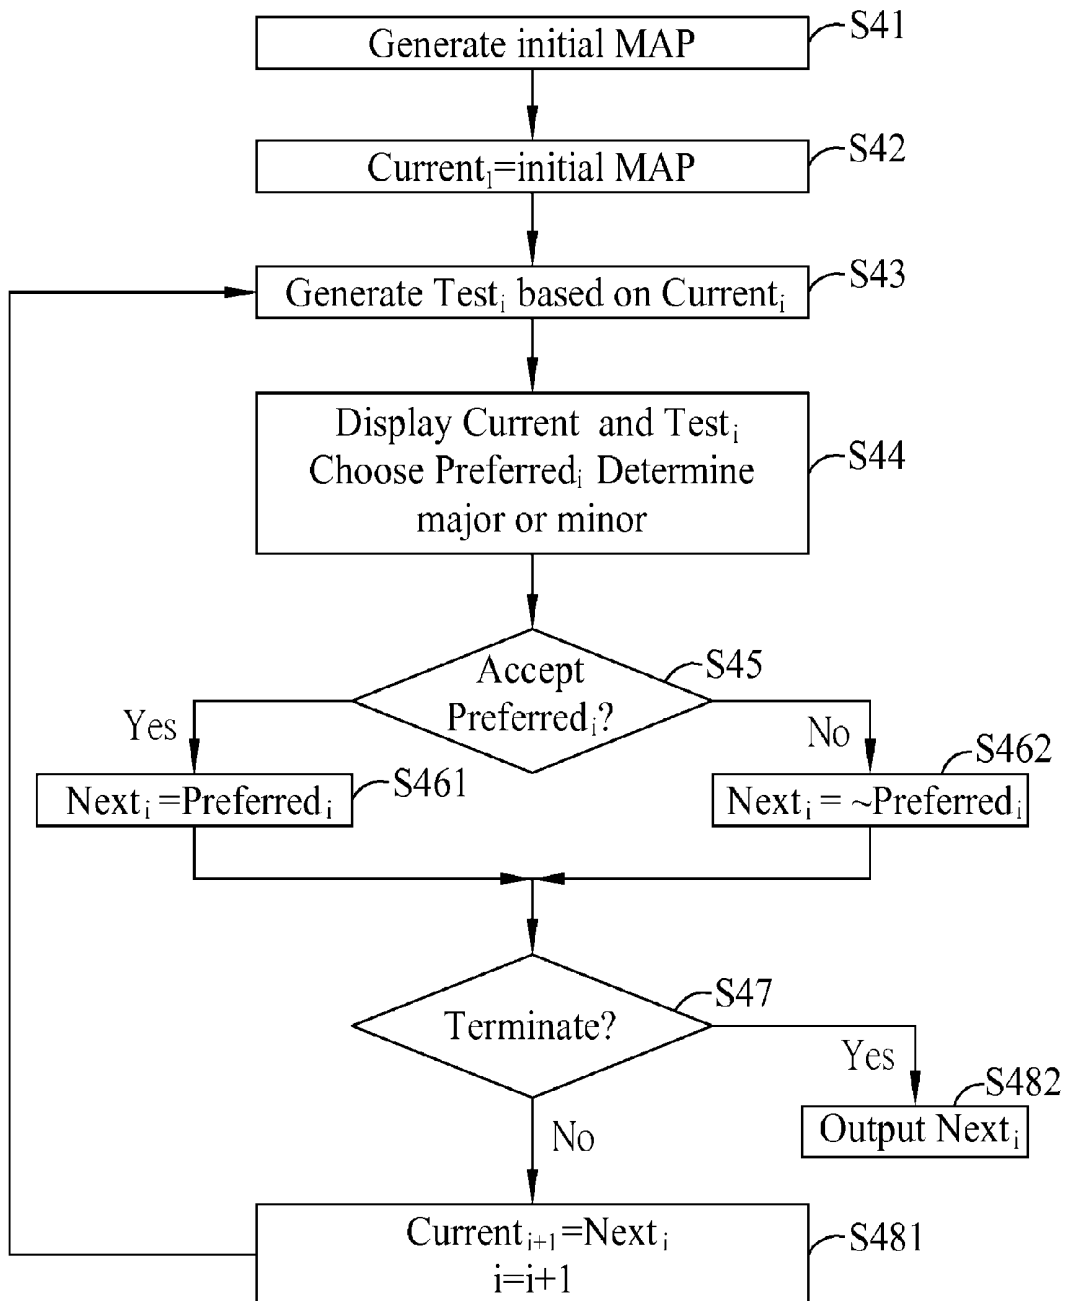 Generate initial MAP
S41
Current₁=initial MAP
S42
Generate Testᵢ based on Currentᵢ
S43
Display Current and Testᵢ
Choose Preferredᵢ Determine
major or minor
S44
Accept
Preferredᵢ?
S45
Yes
No
Nextᵢ=Preferredᵢ
S461
Nextᵢ= ~Preferredᵢ
S462
Terminate?
S47
Yes
No
Output Nextᵢ
S482
Currentᵢ₊₁=Nextᵢ
i=i+1
S481